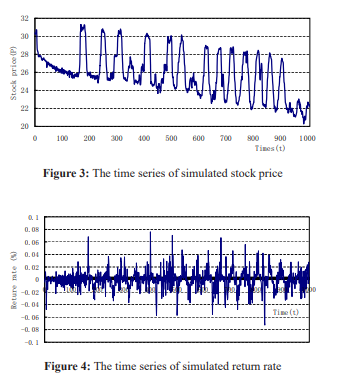 32
30
28
26
24
22
20
Stock price(P)
0 100 200 300 400 500 600 700 800 900 1000
Times(t)
Figure 3: The time series of simulated stock price
0.1
0.08
0.06
0.04
0.02
0
-0.02
-0.04
-0.06
-0.08
-0.1
Return rate (%)
Time(t)
Figure 4: The time series of simulated return rate